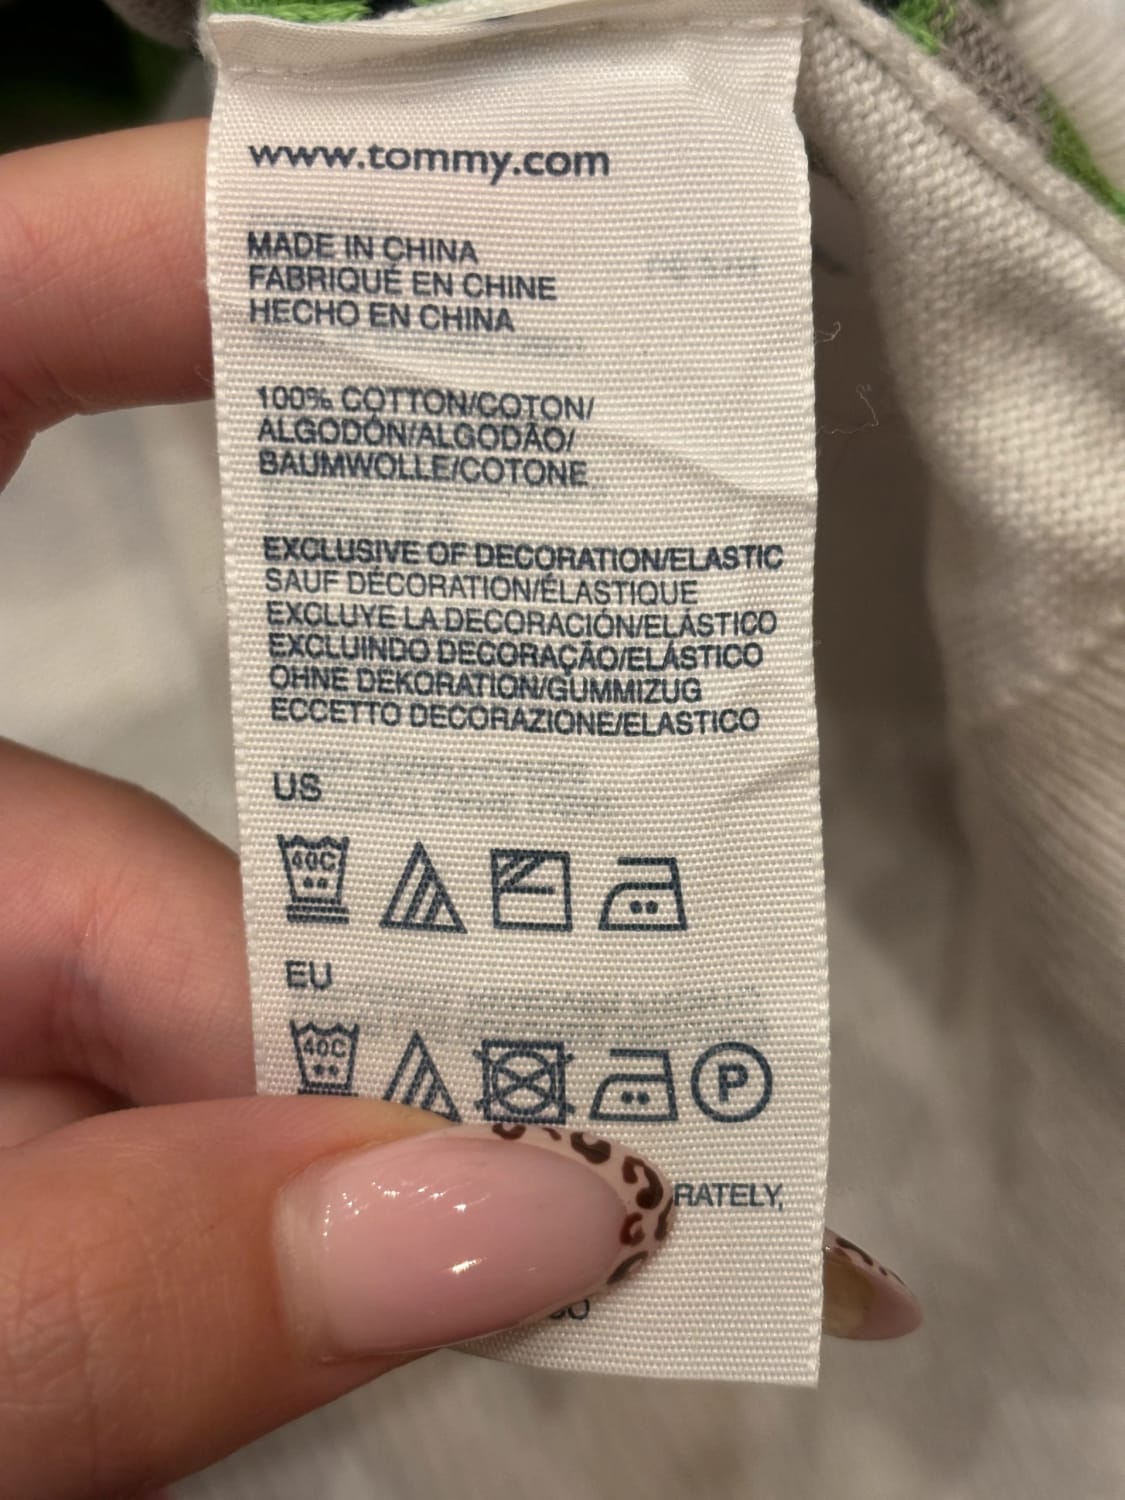 www.tommy.com
MADE IN CHINA
FABRIQUÉ EN CHINE
HECHO EN CHINA
100% COTTON/COTON/
ALGODÓN/ALGODÃO/
BAUMWOLLE/COTONE
EXCLUSIVE OF DECORATION/ELASTIC
SAUF DÉCORATION/ÉLASTIQUE
EXCLUYE LA DECORACIÓN/ELÁSTICO
EXCLUINDO DECORAÇÃO/ELÁSTICO
OHNE DEKORATION/GUMMIZUG
ECCETTO DECORAZIONE/ELASTICO
US
40C
EU
40C P
RATELY,